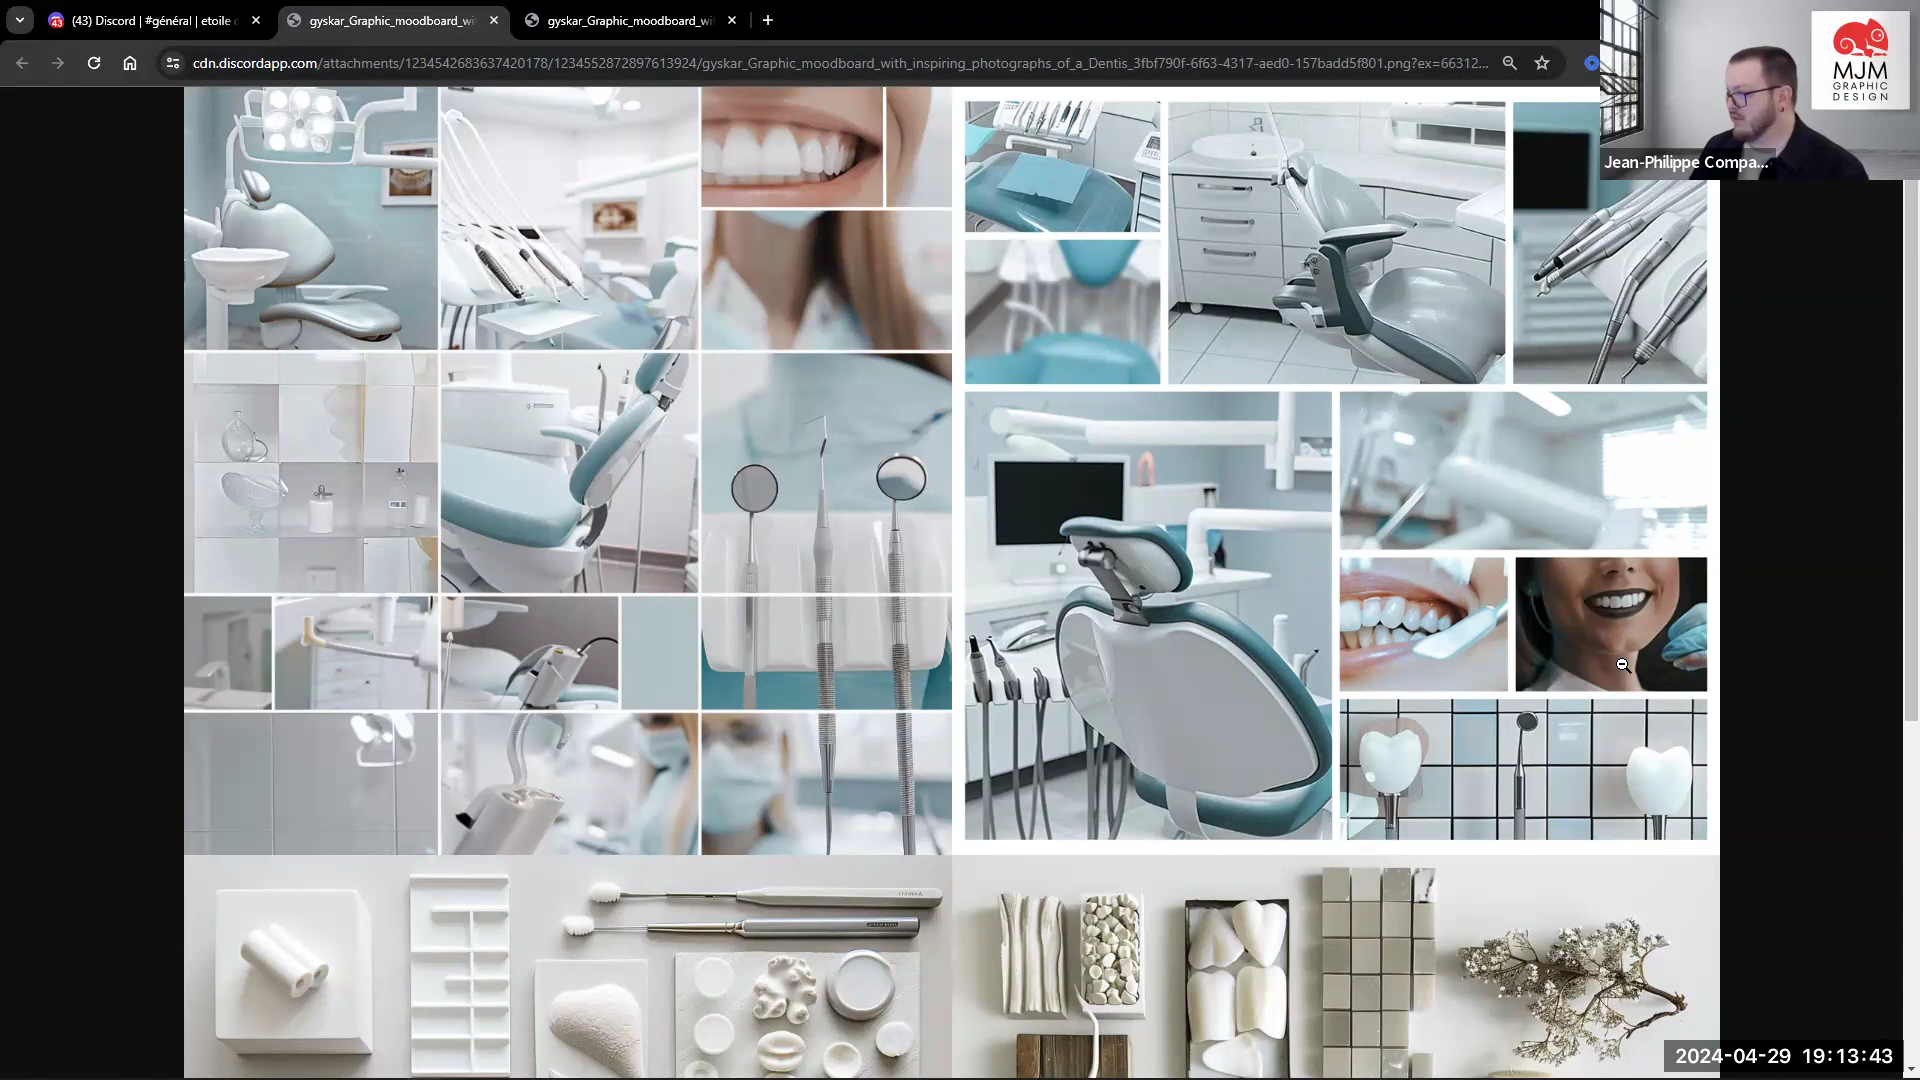 (43) Discord | #général | etoile
gyskar_Graphic_moodboard_wi
gyskar_Graphic_moodboard_wi
cdn.discordapp.com/attachments/1234542683637420178/1234552872897613924/gyskar_Graphic_moodboard_with_inspiring_photographs_of_a_Dentis_3fbf790f-6f63-4317-aed0-157badd5f801.png?ex=66312...
MJM
GRAPHIC
DESIGN
Jean-Philippe Compa...
2024-04-29 19:13:43